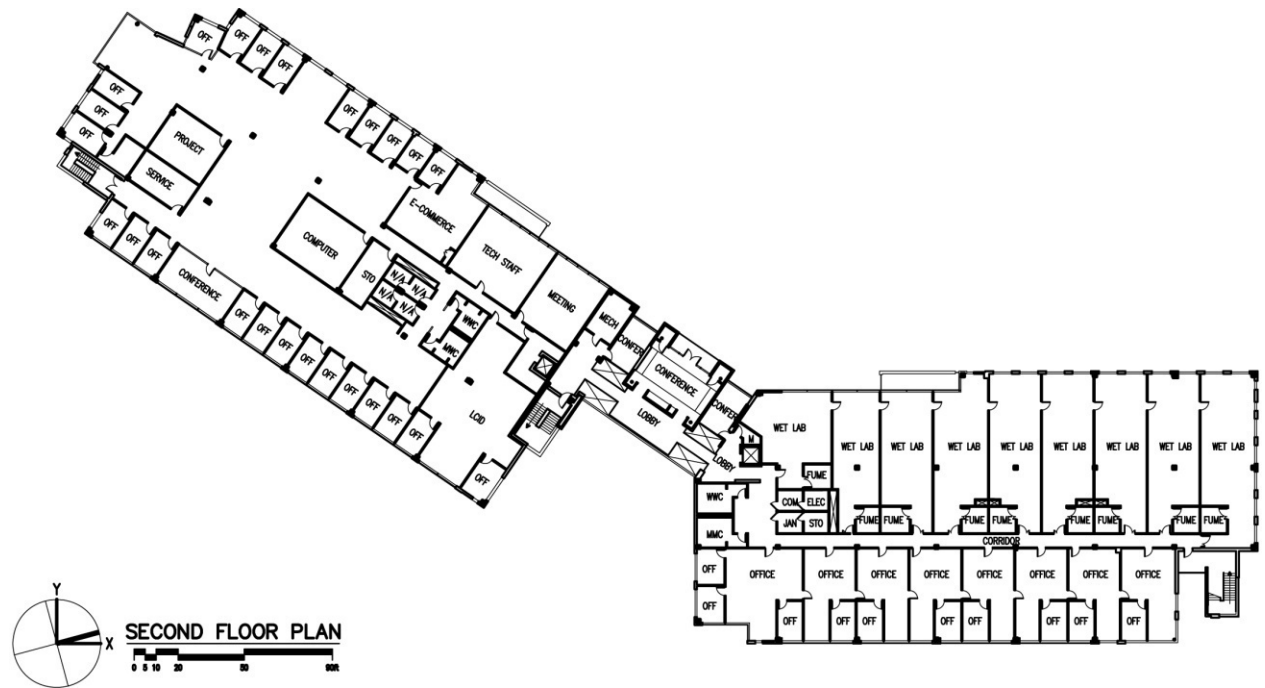 OFF
OFF
OFF
OFF
OFF
OFF
OFF
PROJECT
SERVICE
OFF
OFF
OFF
OFF
OFF
E-COMMERCE
TECH STAFF
MEETING
MECH
CONFER
CONFERENCE
CONFER
LOBBY
LOBBY
M
COMPUTER
STO
N/A
N/A
N/A
N/A
WWC
MWC
LCID
OFF
OFF
OFF
OFF
CONFERENCE
OFF
OFF
OFF
OFF
OFF
OFF
OFF
OFF
WET LAB
WET LAB
WET LAB
WET LAB
WET LAB
WET LAB
WET LAB
WET LAB
WET LAB
FUME
WWC
COM
ELEC
MMC
JAN
STO
FUME
FUME
FUME
FUME
FUME
FUME
FUME
FUME
CORRIDOR
OFF
OFFICE
OFFICE
OFFICE
OFFICE
OFFICE
OFFICE
OFFICE
OFFICE
OFF
OFF
OFF
OFF
OFF
OFF
OFF
OFF
OFF
Y
X
SECOND FLOOR PLAN
0 5 10 20 50 90ft